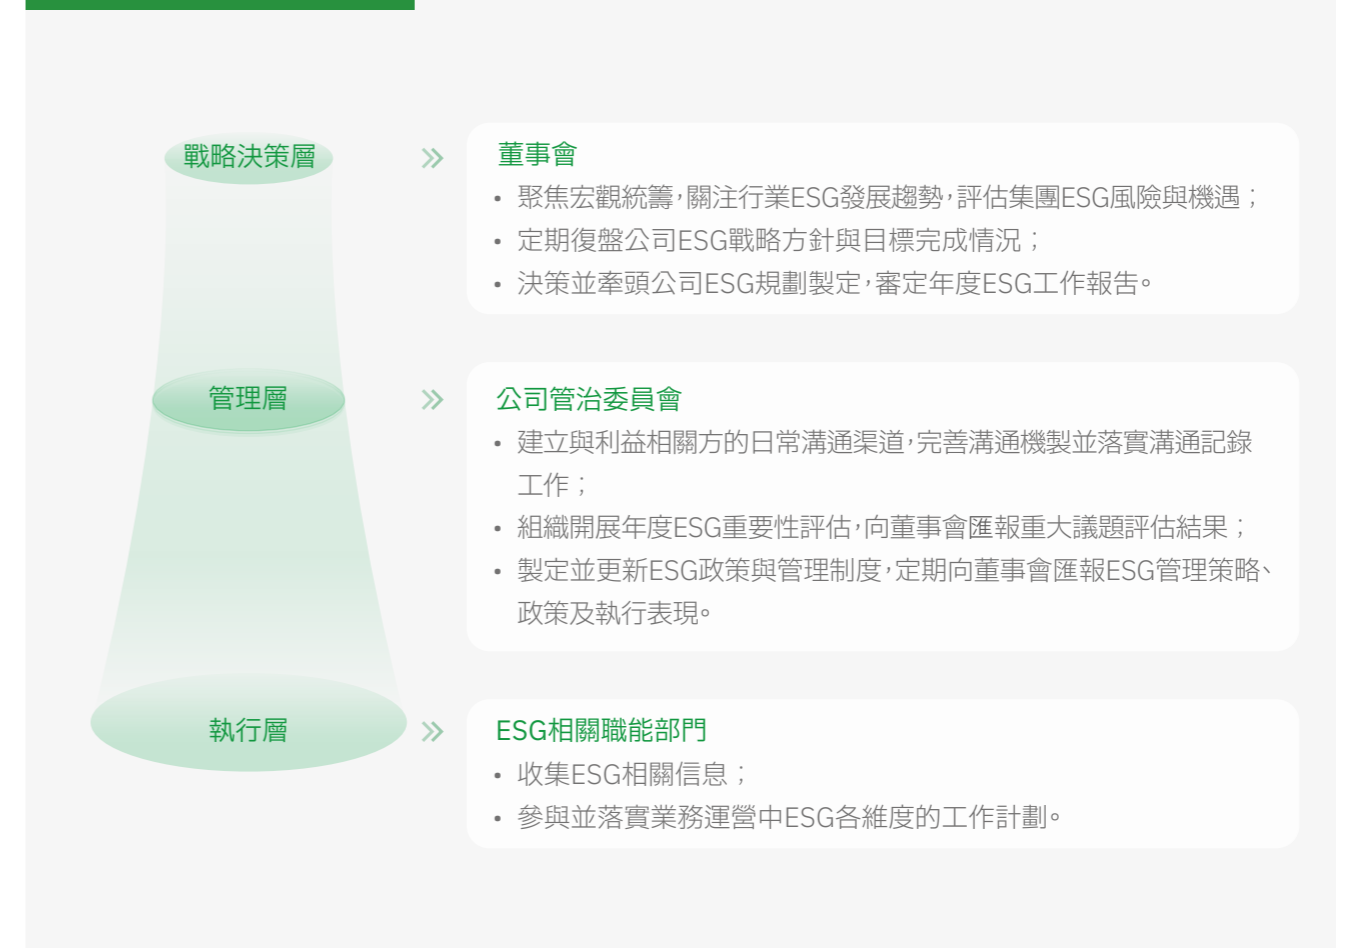 戰略決策層
董事會
• 聚焦宏觀統籌，關注行業ESG發展趨勢，評估集團ESG風險與機遇；
• 定期復盤公司ESG戰略方針與目標完成情況；
• 決策並牽頭公司ESG規劃製定，審定年度ESG工作報告。
管理層
公司管治委員會
• 建立與利益相關方的日常溝通渠道，完善溝通機製並落實溝通記錄
工作；
• 組織開展年度ESG重要性評估，向董事會匯報重大議題評估結果；
• 製定並更新ESG政策與管理制度，定期向董事會匯報ESG管理策略、
政策及執行表現。
執行層
ESG相關職能部門
• 收集ESG相關信息；
• 參與並落實業務運營中ESG各維度的工作計劃。